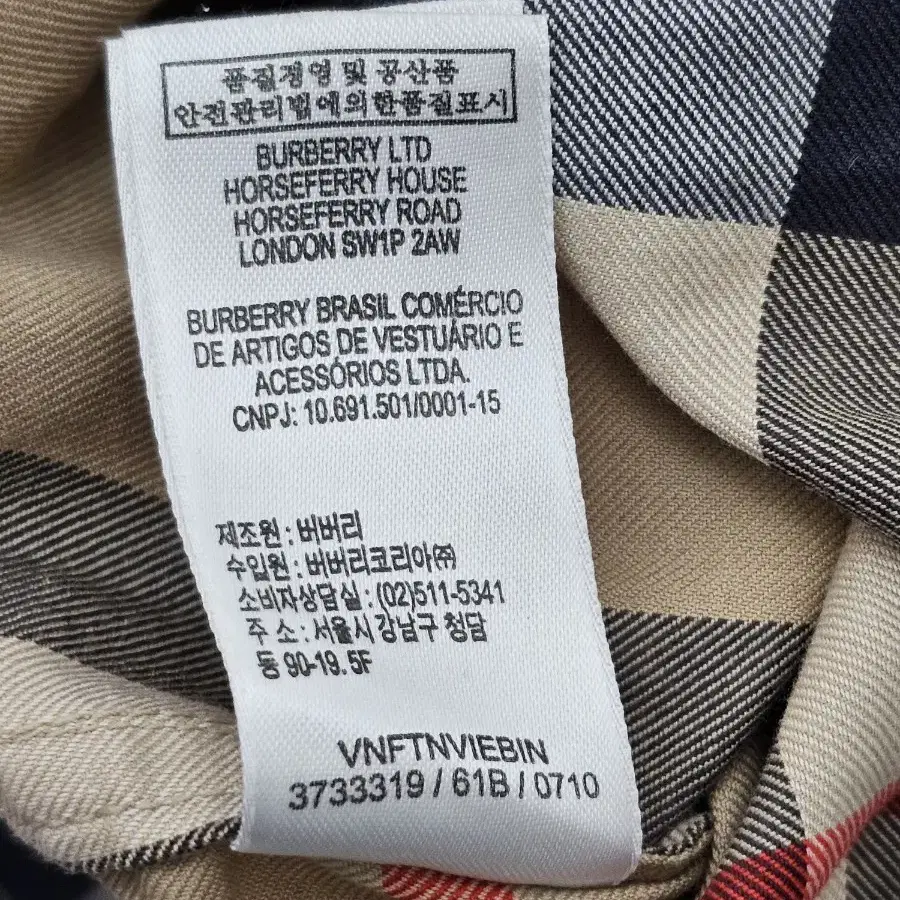 품질경영 및 공산품
안전관리법에의한품질표시
BURBERRY LTD
HORSEFERRY HOUSE
HORSEFERRY ROAD
LONDON SW1P 2AW
BURBERRY BRASIL COMÉRCIO
DE ARTIGOS DE VESTUÁRIO E
ACESSÓRIOS LTDA.
CNPJ: 10.691.501/0001-15
제조원 : 버버리
수입원 : 버버리코리아㈜
소비자상담실 : (02)511-5341
주 소 : 서울시 강남구 청담
동 90-19. 5F
VNFTNVIEBIN
3733319 / 61B / 0710